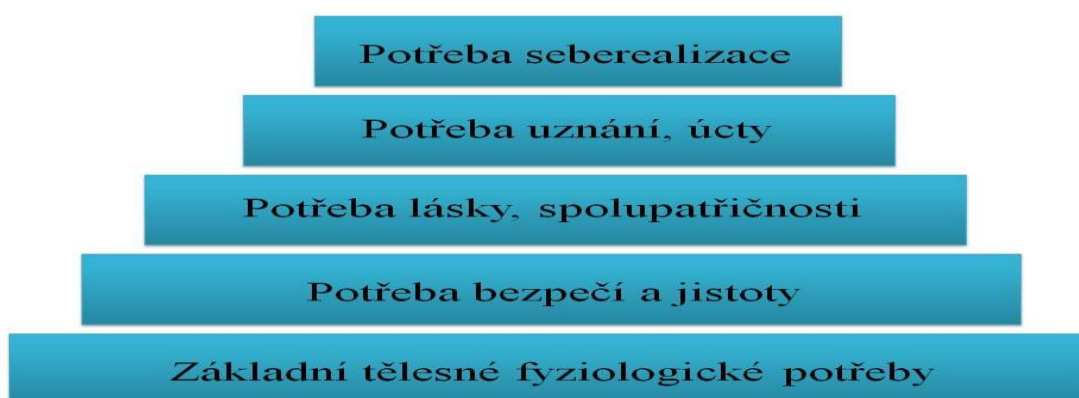 Potřeba seberealizace
Potřeba uznání, úcty
Potřeba lásky, spolupatřičnosti
Potřeba bezpečí a jistoty
Základní tělesné fyziologické potřeby